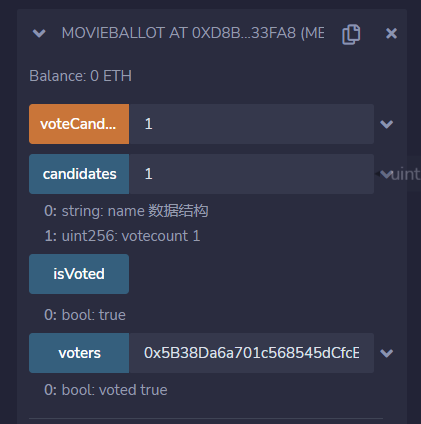 MOVIEBALLOT AT 0XD8B...33FA8 (ME
Balance: 0 ETH
voteCand... 1
candidates 1 uint
0: string: name 数据结构
1: uint256: votecount 1
isVoted
0: bool: true
voters 0x5B38Da6a701c568545dCfcB
0: bool: voted true